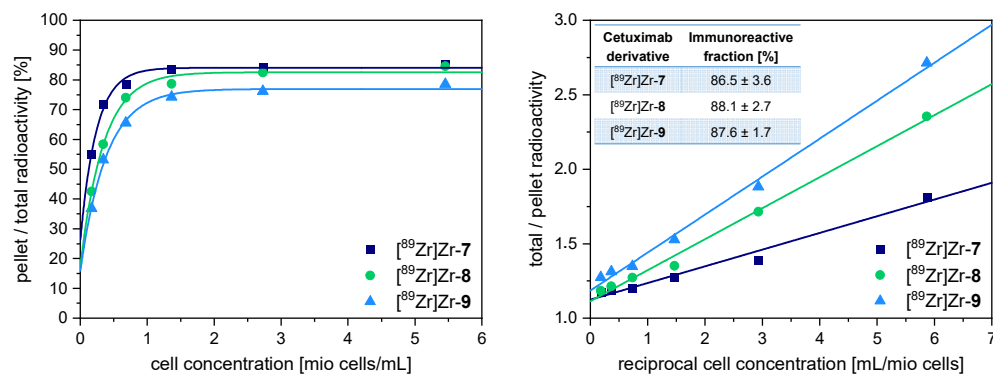 100
90
80
70
60
50
40
30
20
10
0
0 1 2 3 4 5 6
pellet / total radioactivity [%]
cell concentration [mio cells/mL]
[⁸⁹Zr]Zr-7
[⁸⁹Zr]Zr-8
[⁸⁹Zr]Zr-9
3.0
2.5
2.0
1.5
1.0
0 1 2 3 4 5 6 7
total / pellet radioactivity
reciprocal cell concentration [mL/mio cells]
Cetuximab Immunoreactive
derivative fraction [%]
[⁸⁹Zr]Zr-7 86.5 ± 3.6
[⁸⁹Zr]Zr-8 88.1 ± 2.7
[⁸⁹Zr]Zr-9 87.6 ± 1.7
[⁸⁹Zr]Zr-7
[⁸⁹Zr]Zr-8
[⁸⁹Zr]Zr-9